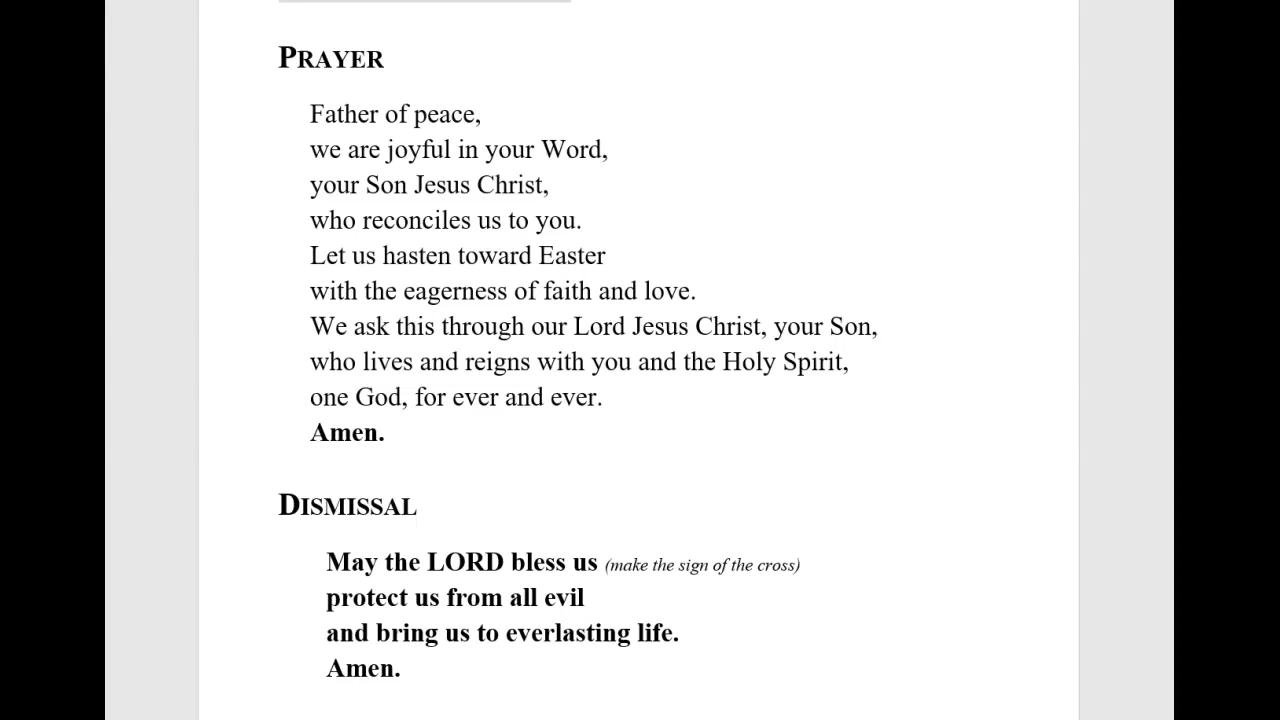 PRAYER
Father of peace,
we are joyful in your Word,
your Son Jesus Christ,
who reconciles us to you.
Let us hasten toward Easter
with the eagerness of faith and love.
We ask this through our Lord Jesus Christ, your Son,
who lives and reigns with you and the Holy Spirit,
one God, for ever and ever.
Amen.
DISMISSAL
May the LORD bless us (make the sign of the cross)
protect us from all evil
and bring us to everlasting life.
Amen.